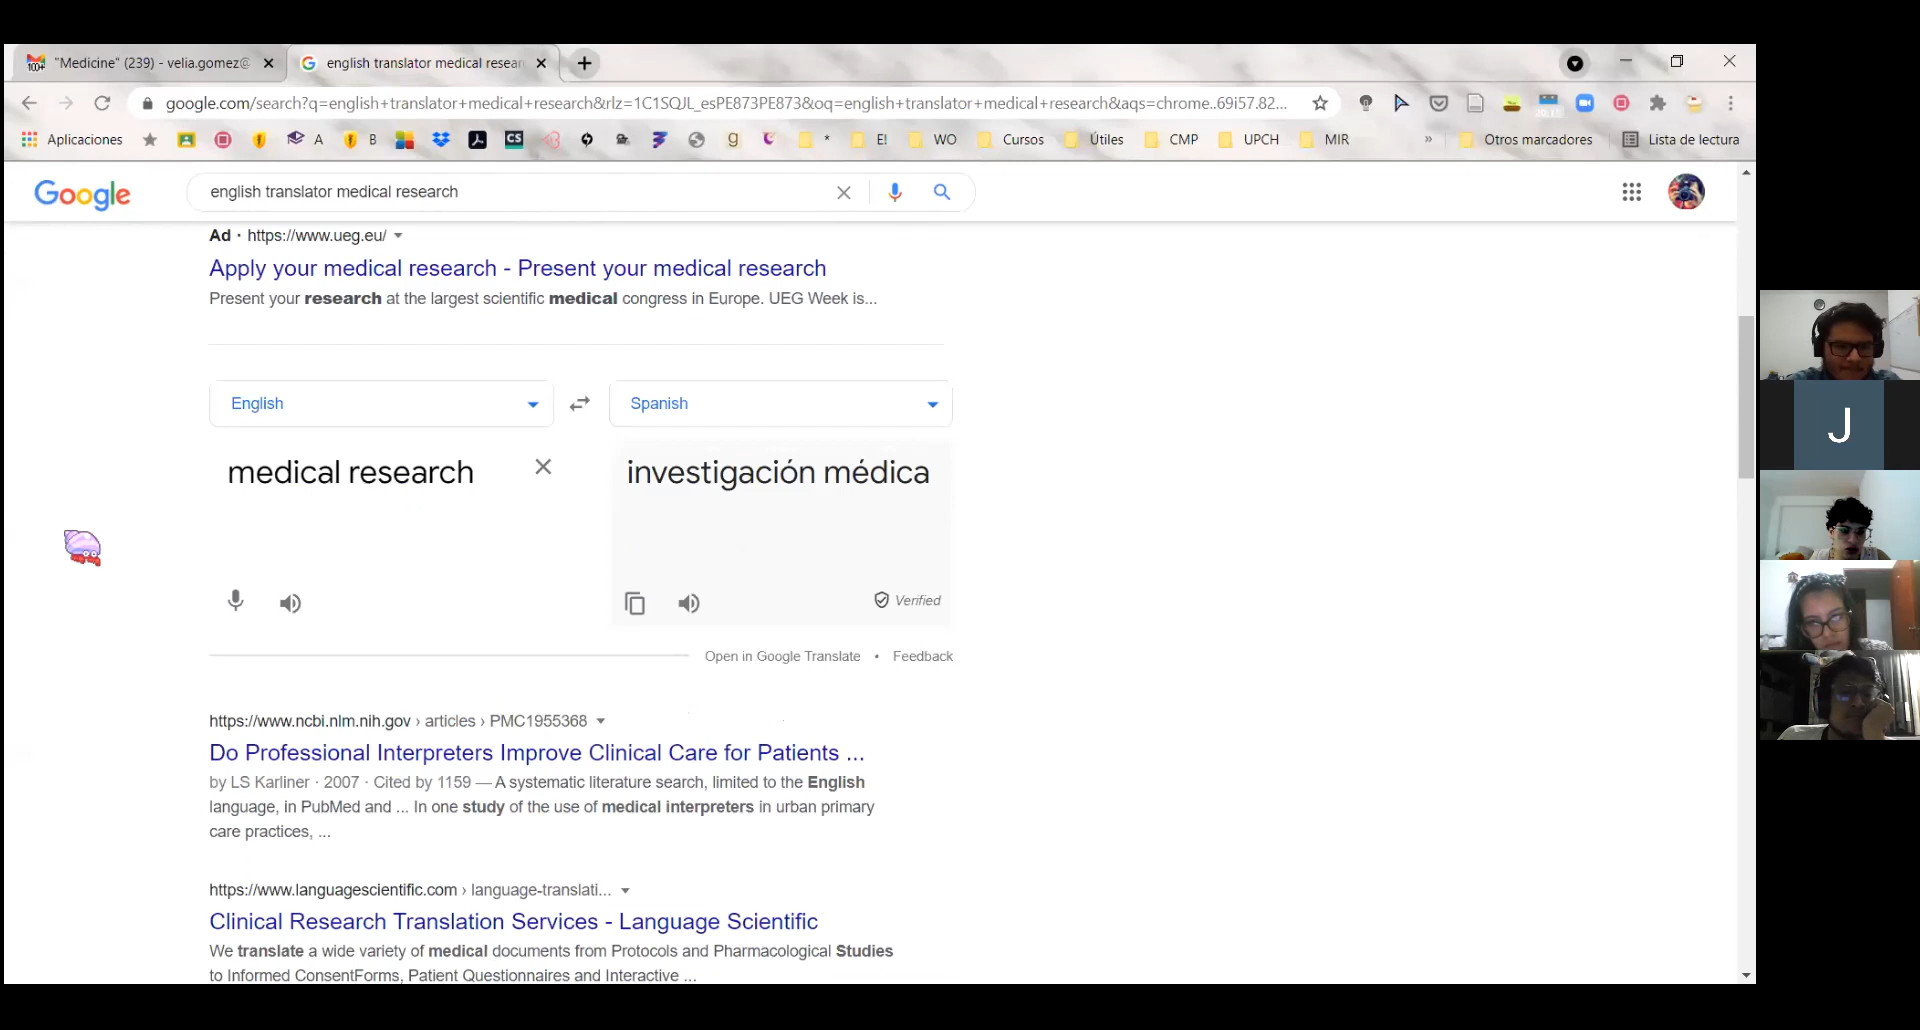 "Medicine" (239) - velia.gomez@
english translator medical resear
google.com/search?q=english+translator+medical+research&rlz=1C1SQJL_esPE873PE873&oq=english+translator+medical+research&aqs=chrome..69i57.82...
Aplicaciones A B CS g * E! WO Cursos Útiles CMP UPCH MIR » Otros marcadores Lista de lectura
Google
english translator medical research
Ad · https://www.ueg.eu/
Apply your medical research - Present your medical research
Present your research at the largest scientific medical congress in Europe. UEG Week is...
English Spanish
medical research investigación médica
Verified
Open in Google Translate • Feedback
https://www.ncbi.nlm.nih.gov › articles › PMC1955368
Do Professional Interpreters Improve Clinical Care for Patients ...
by LS Karliner · 2007 · Cited by 1159 — A systematic literature search, limited to the English
language, in PubMed and ... In one study of the use of medical interpreters in urban primary
care practices, ...
https://www.languagescientific.com › language-translati...
Clinical Research Translation Services - Language Scientific
We translate a wide variety of medical documents from Protocols and Pharmacological Studies
to Informed ConsentForms, Patient Questionnaires and Interactive ...
J